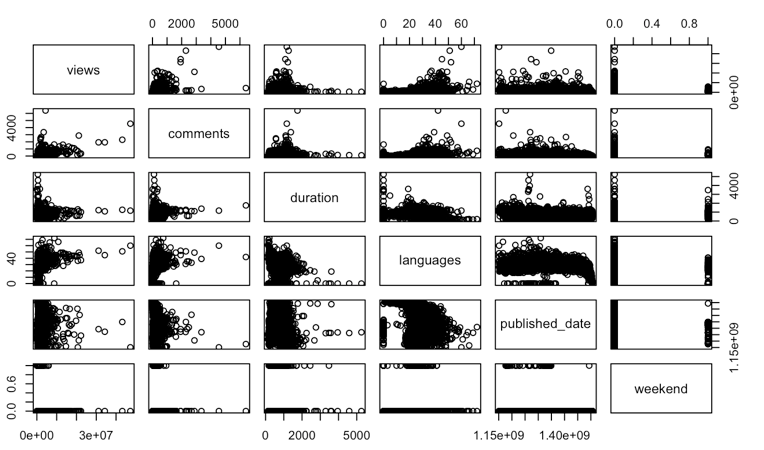 0 2000 5000
0 20 40 60
0.0 0.4 0.8
views
0e+00
0 4000
comments
duration
0 4000
0 40
languages
published_date
1.15e+09
0.0 0.6
weekend
0e+00 3e+07
0 2000 5000
1.15e+09 1.40e+09